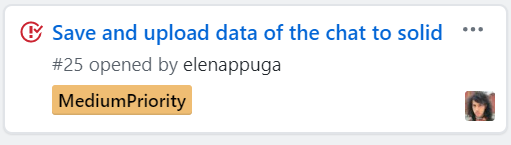 Save and upload data of the chat to solid
#25 opened by elenappuga
MediumPriority